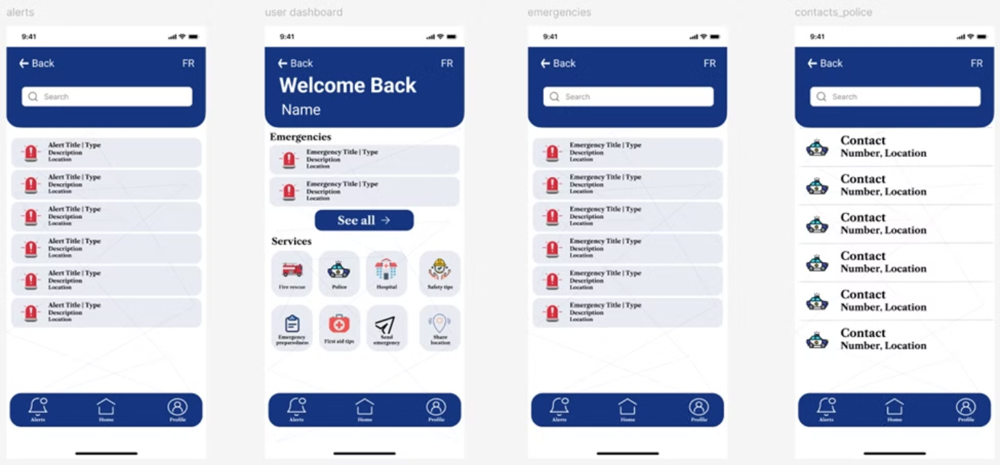 alerts
9:41
Back
FR
Search
Alert Title | Type
Description
Location
Alert Title | Type
Description
Location
Alert Title | Type
Description
Location
Alert Title | Type
Description
Location
Alert Title | Type
Description
Location
Alert Title | Type
Description
Location
Alerts
Home
Profile
user dashboard
9:41
Back
FR
Welcome Back
Name
Emergencies
Emergency Title | Type
Description
Location
Emergency Title | Type
Description
Location
See all
Services
Fire rescue
Police
Hospital
Safety tips
Emergency
preparedness
First aid tips
Send
emergency
Share
location
Alerts
Home
Profile
emergencies
9:41
Back
FR
Search
Emergency Title | Type
Description
Location
Emergency Title | Type
Description
Location
Emergency Title | Type
Description
Location
Emergency Title | Type
Description
Location
Emergency Title | Type
Description
Location
Emergency Title | Type
Description
Location
Alerts
Home
Profile
contacts_police
9:41
Back
FR
Search
Contact
Number, Location
Contact
Number, Location
Contact
Number, Location
Contact
Number, Location
Contact
Number, Location
Contact
Number, Location
Alerts
Home
Profile